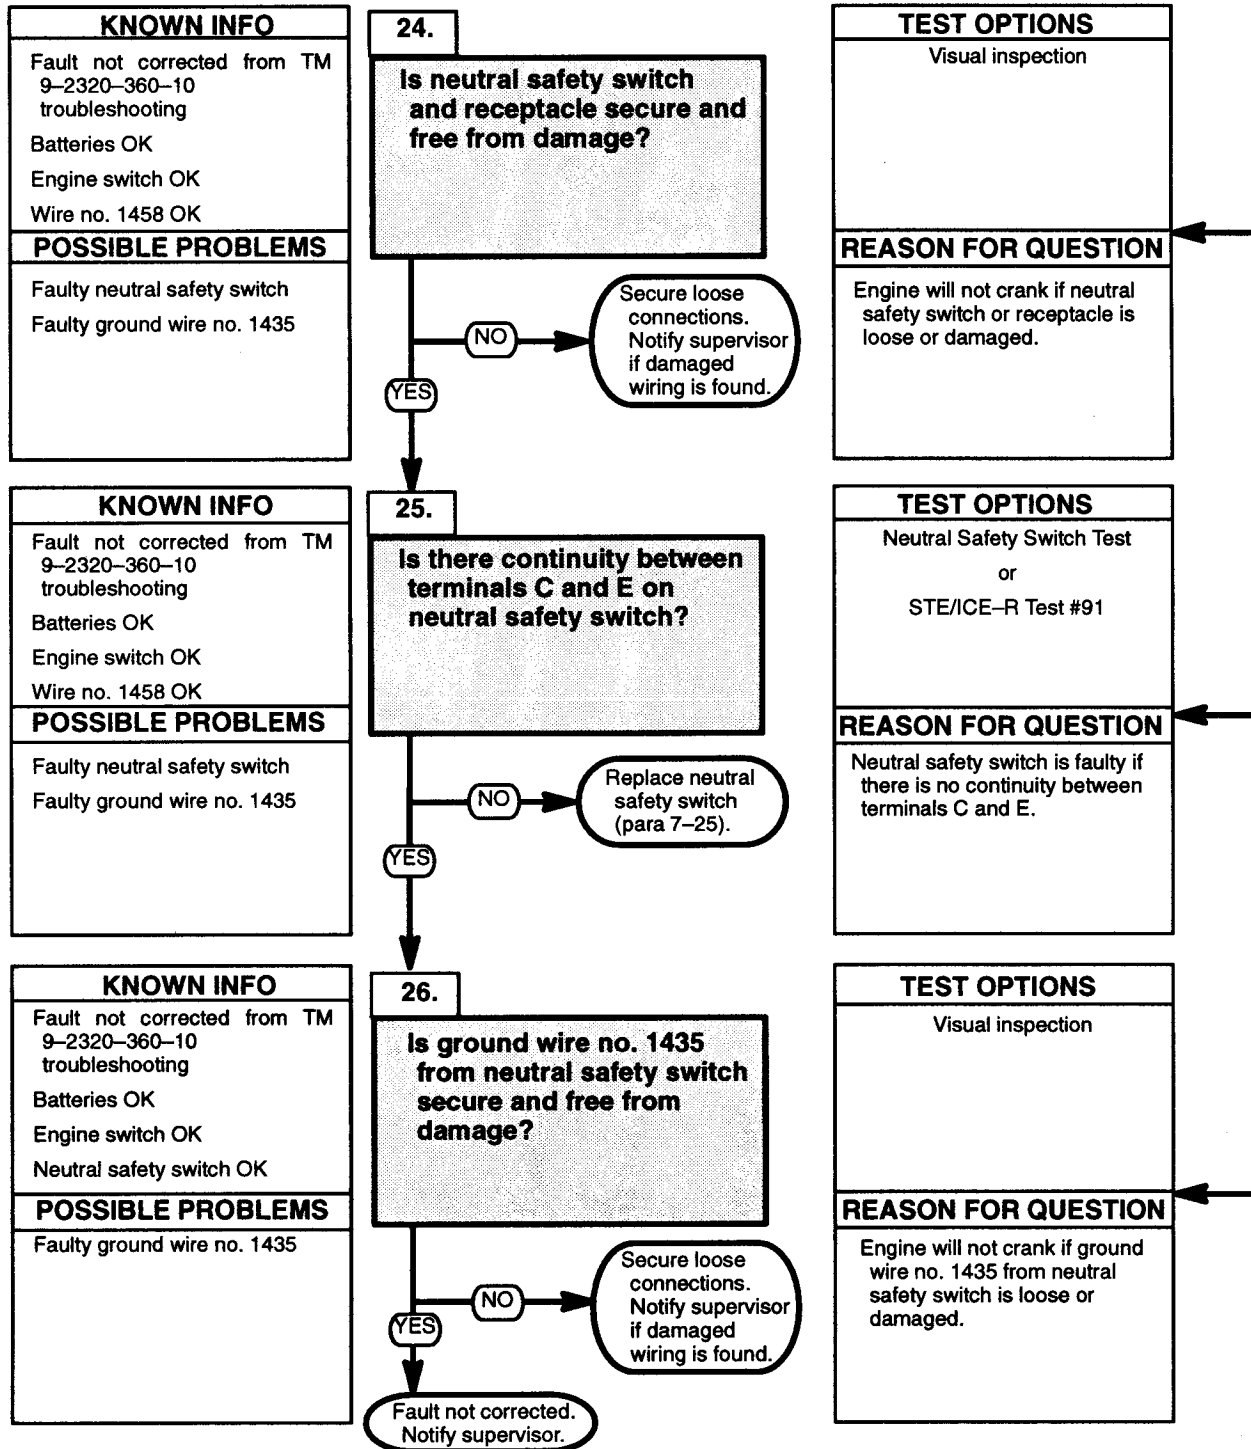 KNOWN INFO
Fault not corrected from TM
9–2320–360–10
troubleshooting
Batteries OK
Engine switch OK
Wire no. 1458 OK
POSSIBLE PROBLEMS
Faulty neutral safety switch
Faulty ground wire no. 1435
24.
Is neutral safety switch
and receptacle secure and
free from damage?
NO
Secure loose
connections.
Notify supervisor
if damaged
wiring is found.
YES
TEST OPTIONS
Visual inspection
REASON FOR QUESTION
Engine will not crank if neutral
safety switch or receptacle is
loose or damaged.
KNOWN INFO
Fault not corrected from TM
9–2320–360–10
troubleshooting
Batteries OK
Engine switch OK
Wire no. 1458 OK
POSSIBLE PROBLEMS
Faulty neutral safety switch
Faulty ground wire no. 1435
25.
Is there continuity between
terminals C and E on
neutral safety switch?
NO
Replace neutral
safety switch
(para 7–25).
YES
TEST OPTIONS
Neutral Safety Switch Test
or
STE/ICE–R Test #91
REASON FOR QUESTION
Neutral safety switch is faulty if
there is no continuity between
terminals C and E.
KNOWN INFO
Fault not corrected from TM
9–2320–360–10
troubleshooting
Batteries OK
Engine switch OK
Neutral safety switch OK
POSSIBLE PROBLEMS
Faulty ground wire no. 1435
26.
Is ground wire no. 1435
from neutral safety switch
secure and free from
damage?
NO
Secure loose
connections.
Notify supervisor
if damaged
wiring is found.
YES
Fault not corrected.
Notify supervisor.
TEST OPTIONS
Visual inspection
REASON FOR QUESTION
Engine will not crank if ground
wire no. 1435 from neutral
safety switch is loose or
damaged.